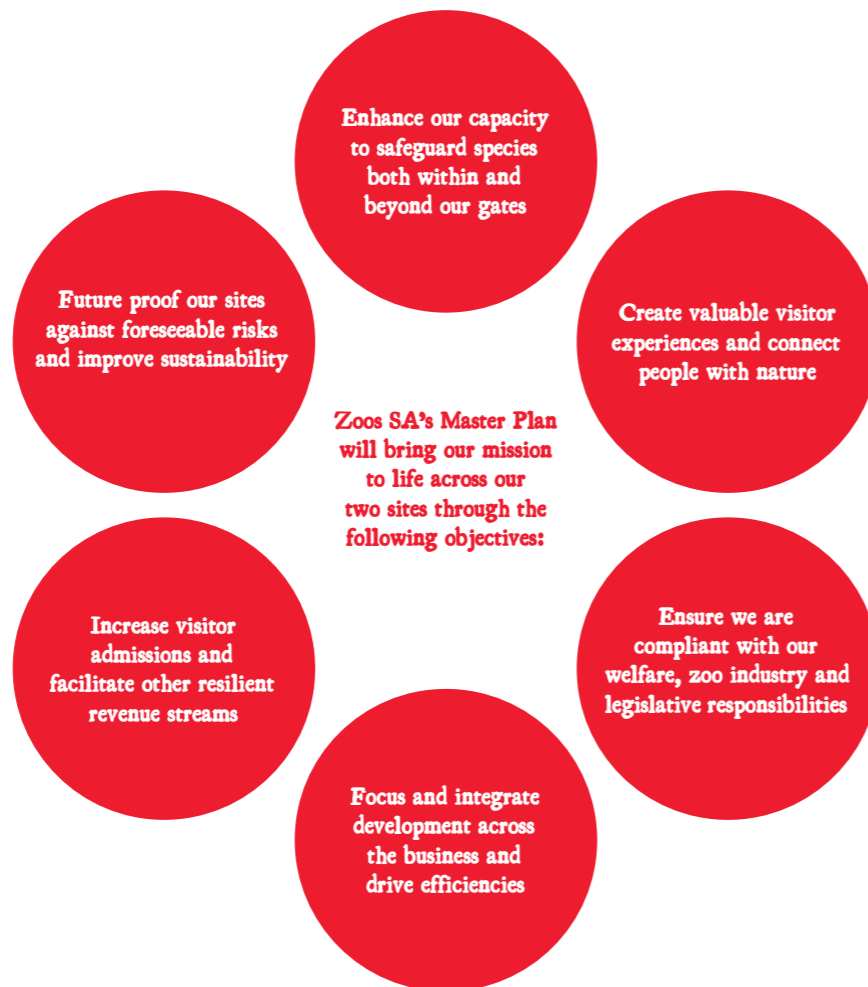 Enhance our capacity
to safeguard species
both within and
beyond our gates
Future proof our sites
against foreseeable risks
and improve sustainability
Create valuable visitor
experiences and connect
people with nature
Zoos SA's Master Plan
will bring our mission
to life across our
two sites through the
following objectives:
Increase visitor
admissions and
facilitate other resilient
revenue streams
Ensure we are
compliant with our
welfare, zoo industry and
legislative responsibilities
Focus and integrate
development across
the business and
drive efficiencies